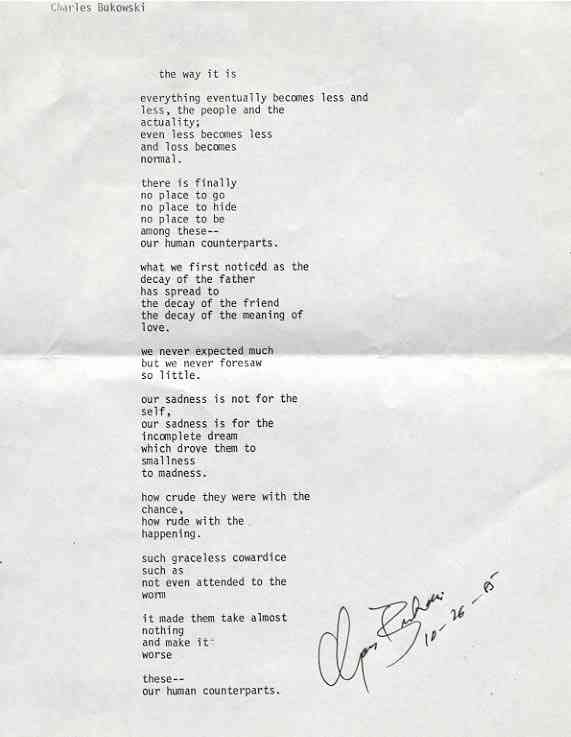 Charles Bukowski
the way it is
everything eventually becomes less and
less, the people and the
actuality;
even less becomes less
and loss becomes
normal.
there is finally
no place to go
no place to hide
no place to be
among these--
our human counterparts.
what we first noticed as the
decay of the father
has spread to
the decay of the friend
the decay of the meaning of
love.
we never expected much
but we never foresaw
so little.
our sadness is not for the
self,
our sadness is for the
incomplete dream
which drove them to
smallness
to madness.
how crude they were with the
chance,
how rude with the
happening.
such graceless cowardice
such as
not even attended to the
worm
it made them take almost
nothing
and make it
worse
these--
our human counterparts.
Bukowski
10-26-85